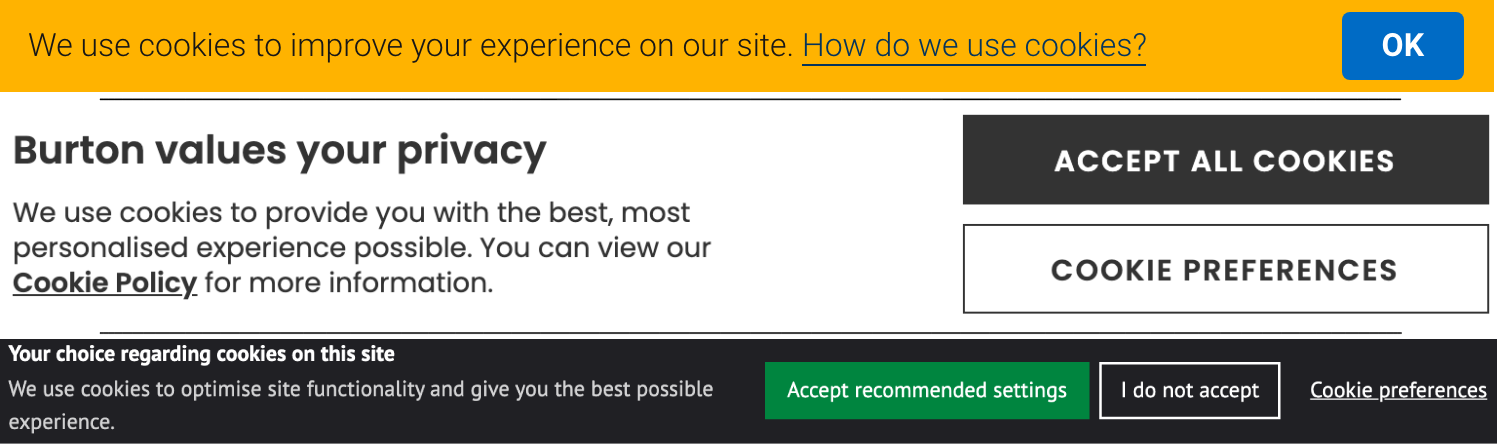 We use cookies to improve your experience on our site. How do we use cookies?
OK
Burton values your privacy
We use cookies to provide you with the best, most
personalised experience possible. You can view our
Cookie Policy for more information.
ACCEPT ALL COOKIES
COOKIE PREFERENCES
Your choice regarding cookies on this site
We use cookies to optimise site functionality and give you the best possible
experience.
Accept recommended settings
I do not accept
Cookie preferences